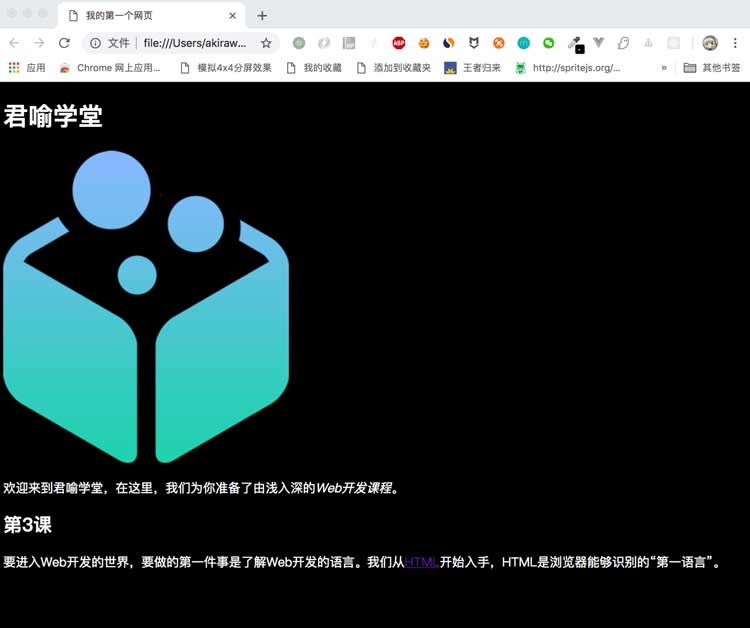 我的第一个网页
文件 | file:///Users/akiraw...
ABP
应用
Chrome 网上应用...
模拟4x4分屏效果
我的收藏
添加到收藏夹
王者归来
http://spritejs.org/...
»
其他书签
君喻学堂
欢迎来到君喻学堂，在这里，我们为你准备了由浅入深的Web开发课程。
第3课
要进入Web开发的世界，要做的第一件事是了解Web开发的语言。我们从HTML开始入手，HTML是浏览器能够识别的“第一语言”。